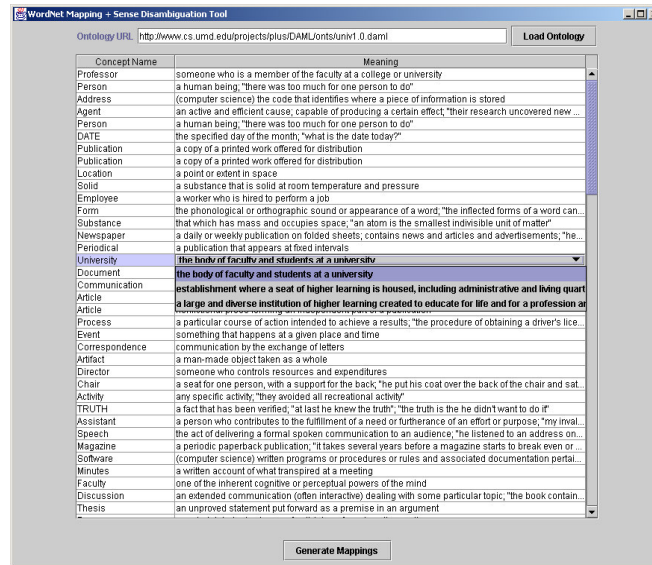 WordNet Mapping + Sense Disambiguation Tool
Ontology URL http://www.cs.umd.edu/projects/plus/DAML/onts/univ1.0.daml Load Ontology
Concept Name Meaning
Professor someone who is a member of the faculty at a college or university
Person a human being; "there was too much for one person to do"
Address (computer science) the code that identifies where a piece of information is stored
Agent an active and efficient cause; capable of producing a certain effect; "their research uncovered new ...
Person a human being; "there was too much for one person to do"
DATE the specified day of the month; "what is the date today?"
Publication a copy of a printed work offered for distribution
Publication a copy of a printed work offered for distribution
Location a point or extent in space
Solid a substance that is solid at room temperature and pressure
Employee a worker who is hired to perform a job
Form the phonological or orthographic sound or appearance of a word; "the inflected forms of a word can...
Substance that which has mass and occupies space; "an atom is the smallest indivisible unit of matter"
Newspaper a daily or weekly publication on folded sheets; contains news and articles and advertisements; "he...
Periodical a publication that appears at fixed intervals
University the body of faculty and students at a university
Document the body of faculty and students at a university
Communication establishment where a seat of higher learning is housed, including administrative and living quart
Article a large and diverse institution of higher learning created to educate for life and for a profession an
Article
Process a particular course of action intended to achieve a results; "the procedure of obtaining a driver's lice...
Event something that happens at a given place and time
Correspondence communication by the exchange of letters
Artifact a man-made object taken as a whole
Director someone who controls resources and expenditures
Chair a seat for one person, with a support for the back; "he put his coat over the back of the chair and sat...
Activity any specific activity; "they avoided all recreational activity"
TRUTH a fact that has been verified; "at last he knew the truth"; "the truth is the he didn't want to do it"
Assistant a person who contributes to the fulfillment of a need or furtherance of an effort or purpose; "my inval...
Speech the act of delivering a formal spoken communication to an audience; "he listened to an address on...
Magazine a periodic paperback publication; "it takes several years before a magazine starts to break even or ...
Software (computer science) written programs or procedures or rules and associated documentation pertai...
Minutes a written account of what transpired at a meeting
Faculty one of the inherent cognitive or perceptual powers of the mind
Discussion an extended communication (often interactive) dealing with some particular topic; "the book contain...
Thesis an unproved statement put forward as a premise in an argument
Generate Mappings